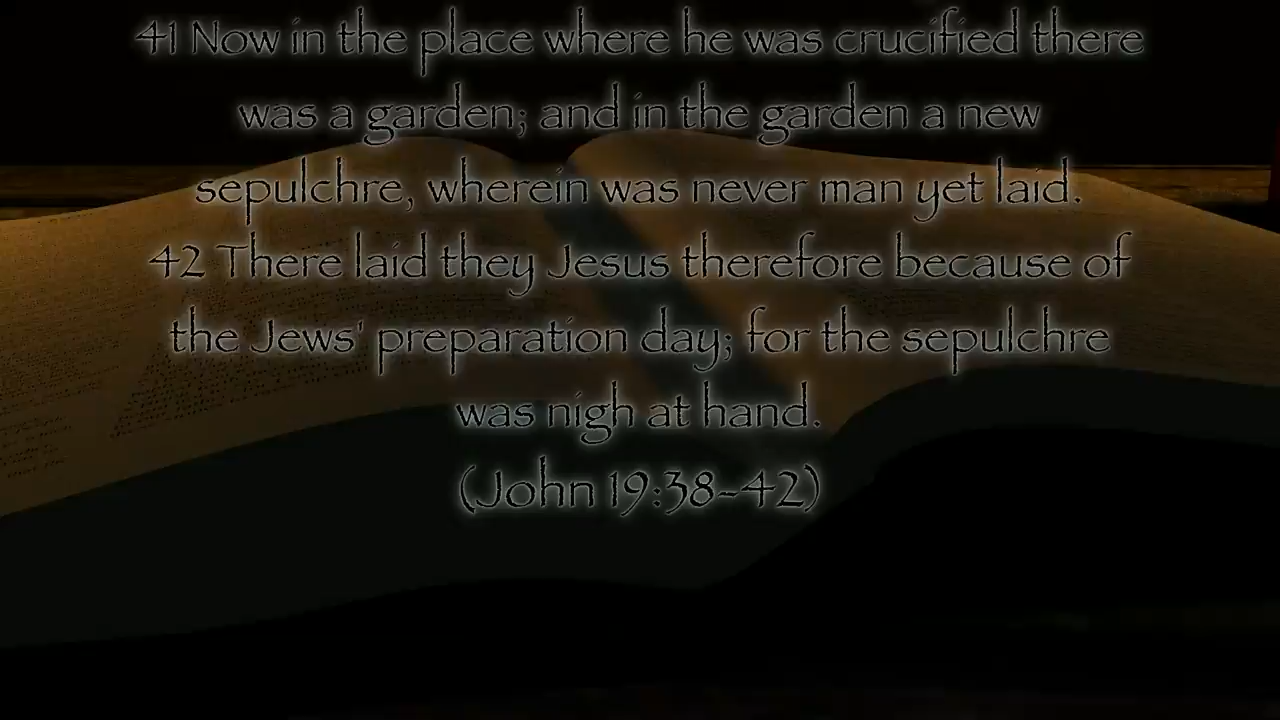 41 Now in the place where he was crucified there
was a garden; and in the garden a new
sepulchre, wherein was never man yet laid.
42 There laid they Jesus therefore because of
the Jews' preparation day; for the sepulchre
was nigh at hand.
(John 19:38-42)